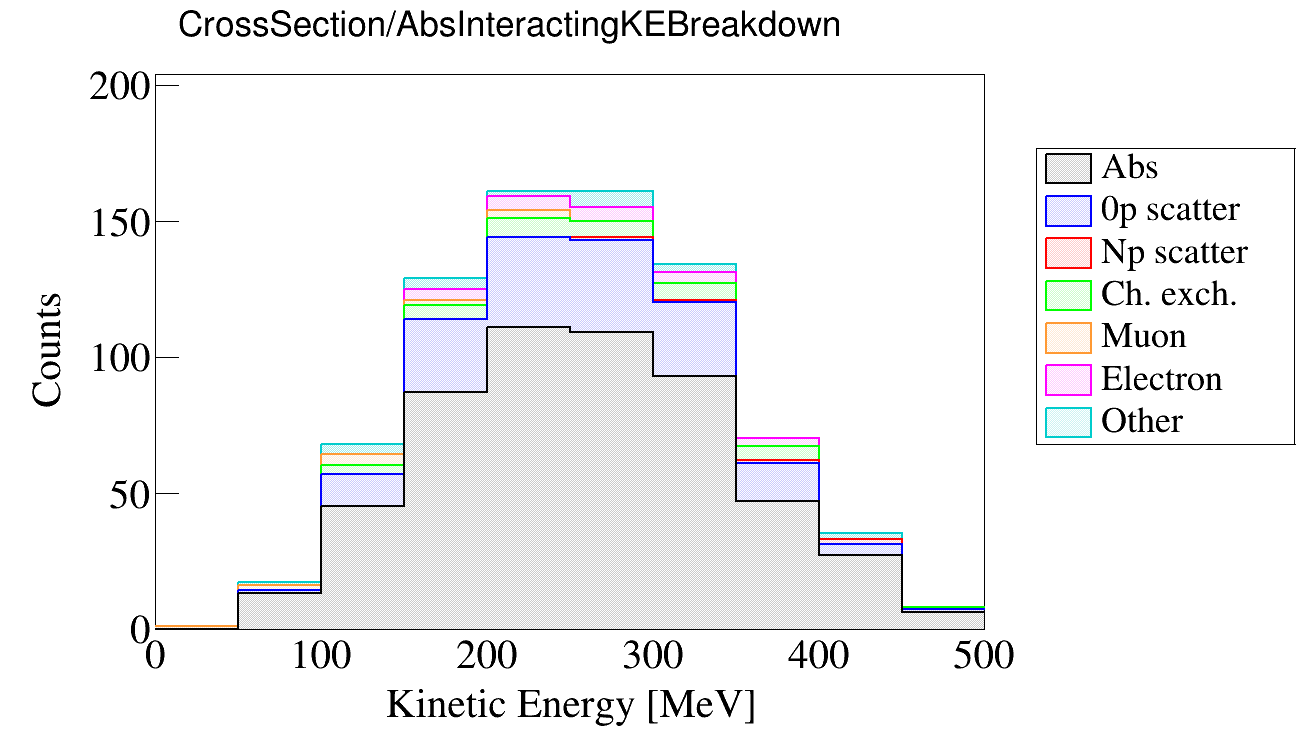 CrossSection/AbsInteractingKEBreakdown
200
150
100
50
0
Counts
0 100 200 300 400 500
Kinetic Energy [MeV]
Abs
0p scatter
Np scatter
Ch. exch.
Muon
Electron
Other